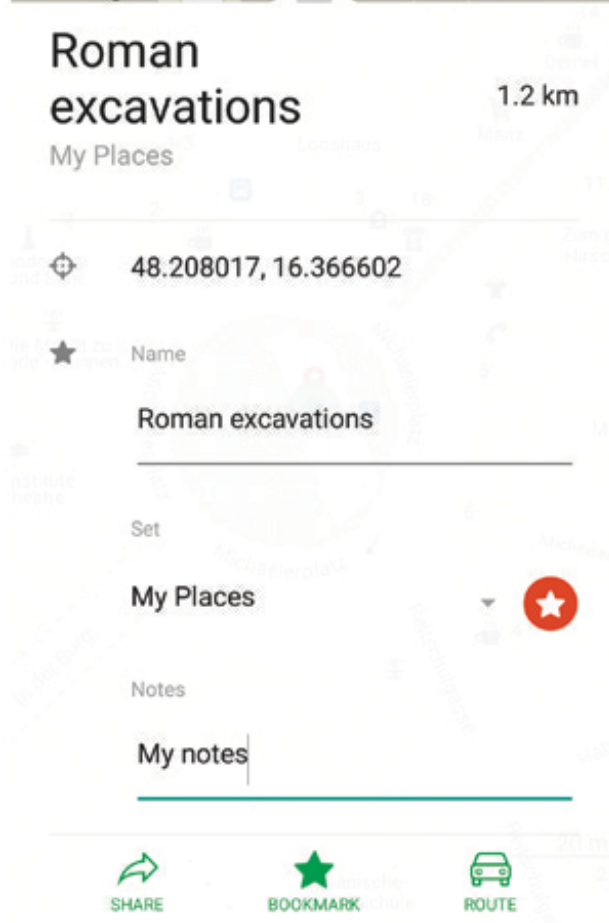 Roman
excavations
1.2 km
My Places
48.208017, 16.366602
Name
Roman excavations
Set
My Places
Notes
My notes
SHARE
BOOKMARK
ROUTE